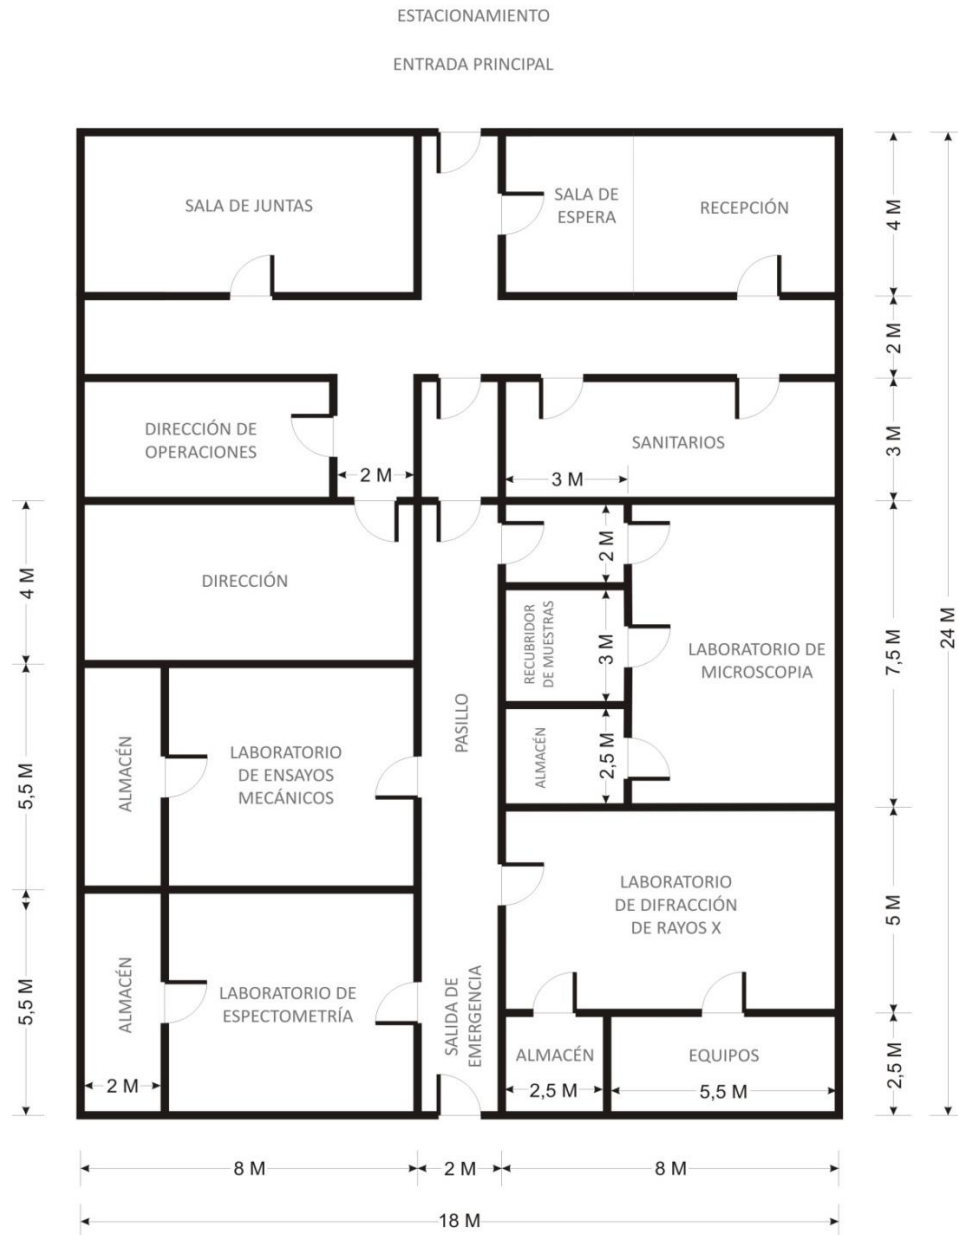 ESTACIONAMIENTO
ENTRADA PRINCIPAL
SALA DE JUNTAS
SALA DE
ESPERA
RECEPCIÓN
4 M
2 M
24 M
DIRECCIÓN DE
OPERACIONES
2 M
SANITARIOS
3 M
3 M
4 M
DIRECCIÓN
2 M
RECUBRIDOR
DE MUESTRAS
3 M
LABORATORIO DE
MICROSCOPIA
7,5 M
ALMACÉN
2,5 M
PASILLO
5,5 M
ALMACÉN
LABORATORIO
DE ENSAYOS
MECÁNICOS
LABORATORIO
DE DIFRACCIÓN
DE RAYOS X
5 M
5,5 M
ALMACÉN
LABORATORIO DE
ESPECTOMETRÍA
SALIDA DE
EMERGENCIA
2 M
ALMACÉN
2,5 M
EQUIPOS
5,5 M
2,5 M
8 M
2 M
8 M
18 M